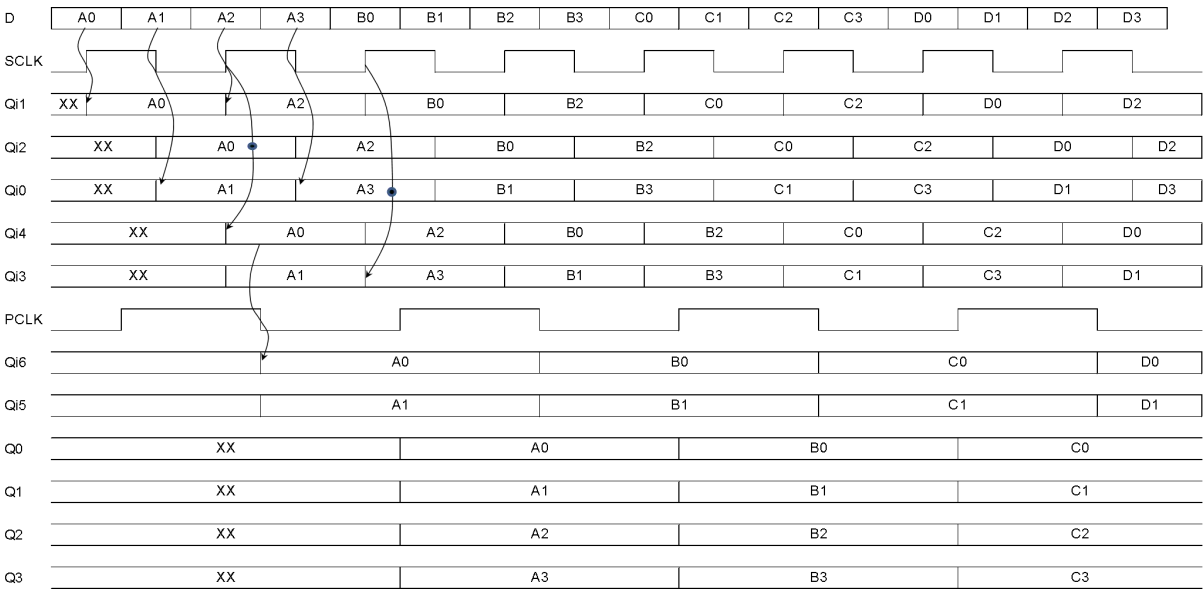 D A0 A1 A2 A3 B0 B1 B2 B3 C0 C1 C2 C3 D0 D1 D2 D3
SCLK
Qi1 XX A0 A2 B0 B2 C0 C2 D0 D2
Qi2 XX A0 A2 B0 B2 C0 C2 D0 D2
Qi0 XX A1 A3 B1 B3 C1 C3 D1 D3
Qi4 XX A0 A2 B0 B2 C0 C2 D0
Qi3 XX A1 A3 B1 B3 C1 C3 D1
PCLK
Qi6 A0 B0 C0 D0
Qi5 A1 B1 C1 D1
Q0 XX A0 B0 C0
Q1 XX A1 B1 C1
Q2 XX A2 B2 C2
Q3 XX A3 B3 C3